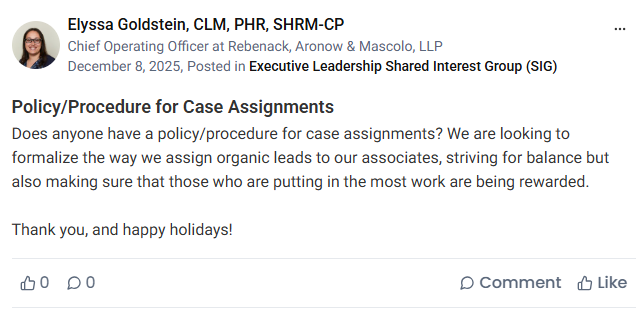 Elyssa Goldstein, CLM, PHR, SHRM-CP
...
Chief Operating Officer at Rebenack, Aronow & Mascolo, LLP
December 8, 2025, Posted in Executive Leadership Shared Interest Group (SIG)
Policy/Procedure for Case Assignments
Does anyone have a policy/procedure for case assignments? We are looking to
formalize the way we assign organic leads to our associates, striving for balance but
also making sure that those who are putting in the most work are being rewarded.
Thank you, and happy holidays!
0 0 Comment Like